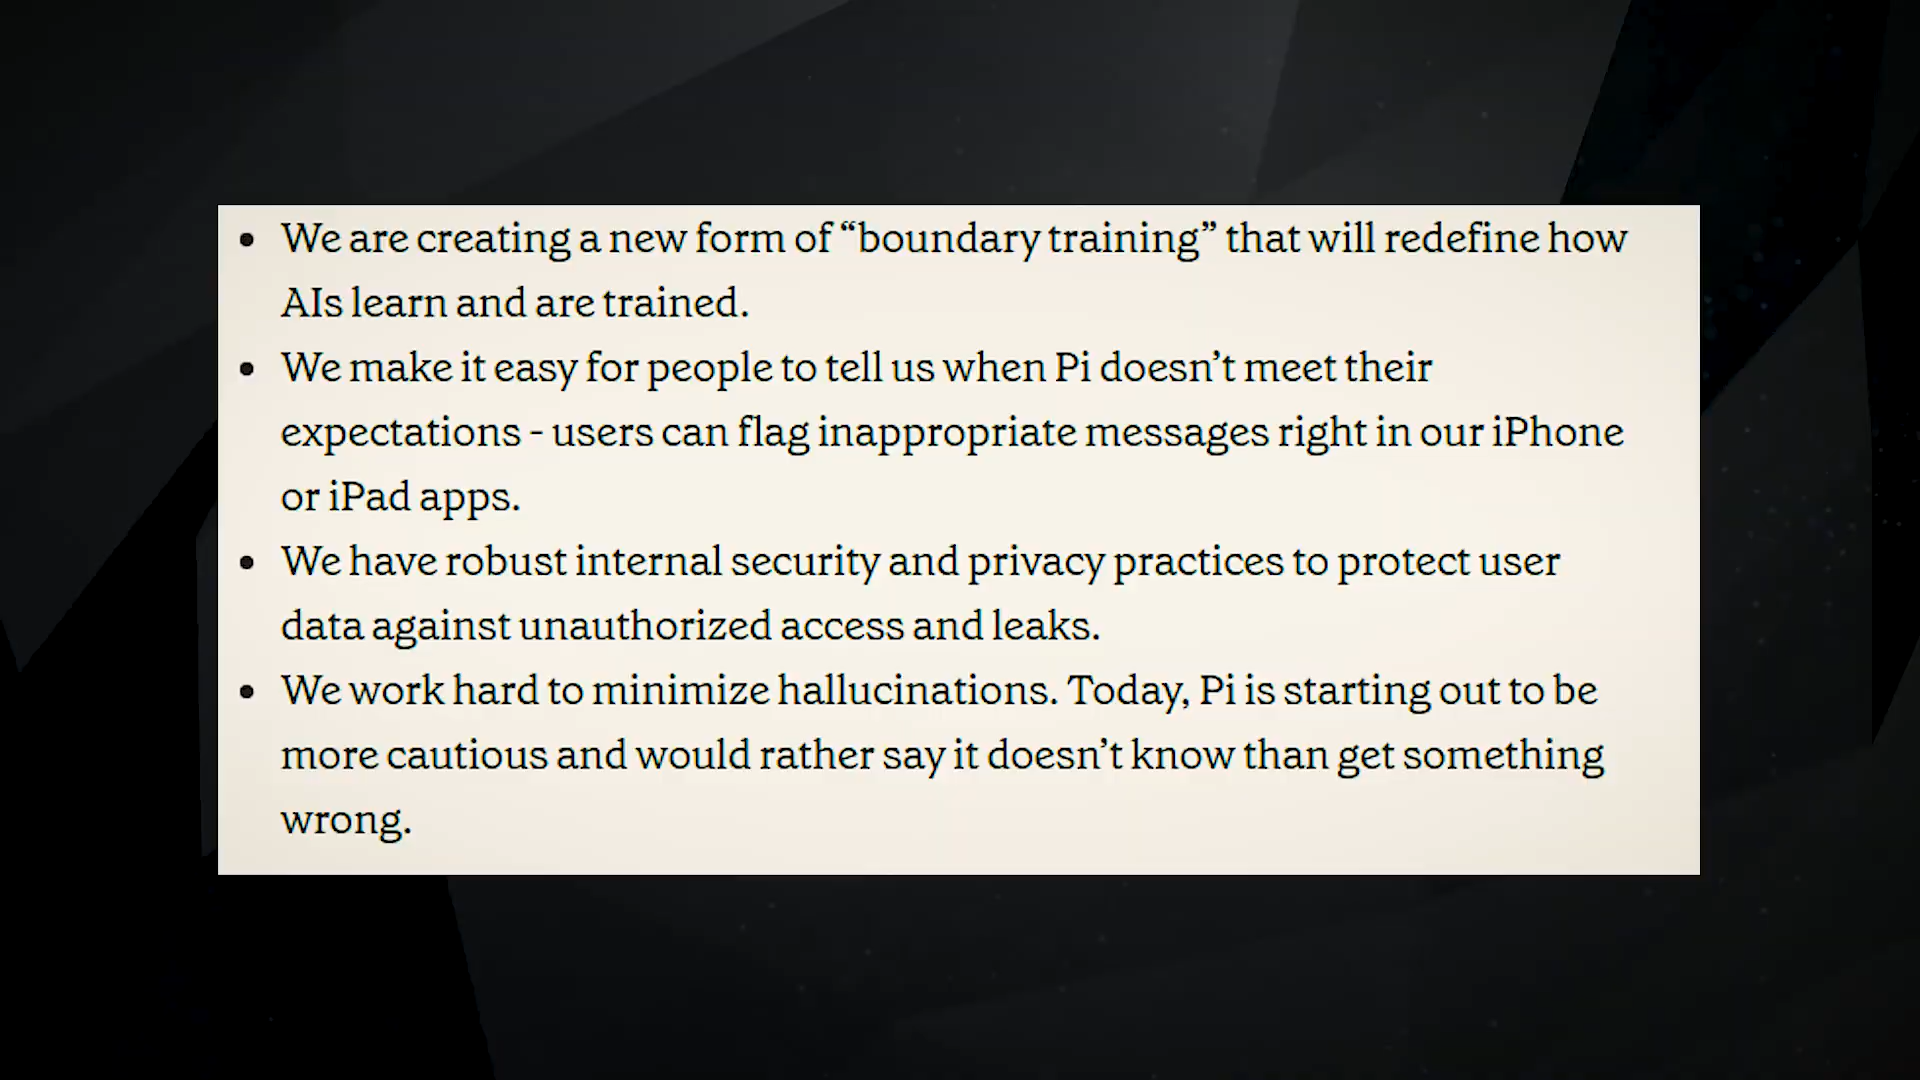 • We are creating a new form of “boundary training” that will redefine how
AIs learn and are trained.
• We make it easy for people to tell us when Pi doesn’t meet their
expectations - users can flag inappropriate messages right in our iPhone
or iPad apps.
• We have robust internal security and privacy practices to protect user
data against unauthorized access and leaks.
• We work hard to minimize hallucinations. Today, Pi is starting out to be
more cautious and would rather say it doesn’t know than get something
wrong.